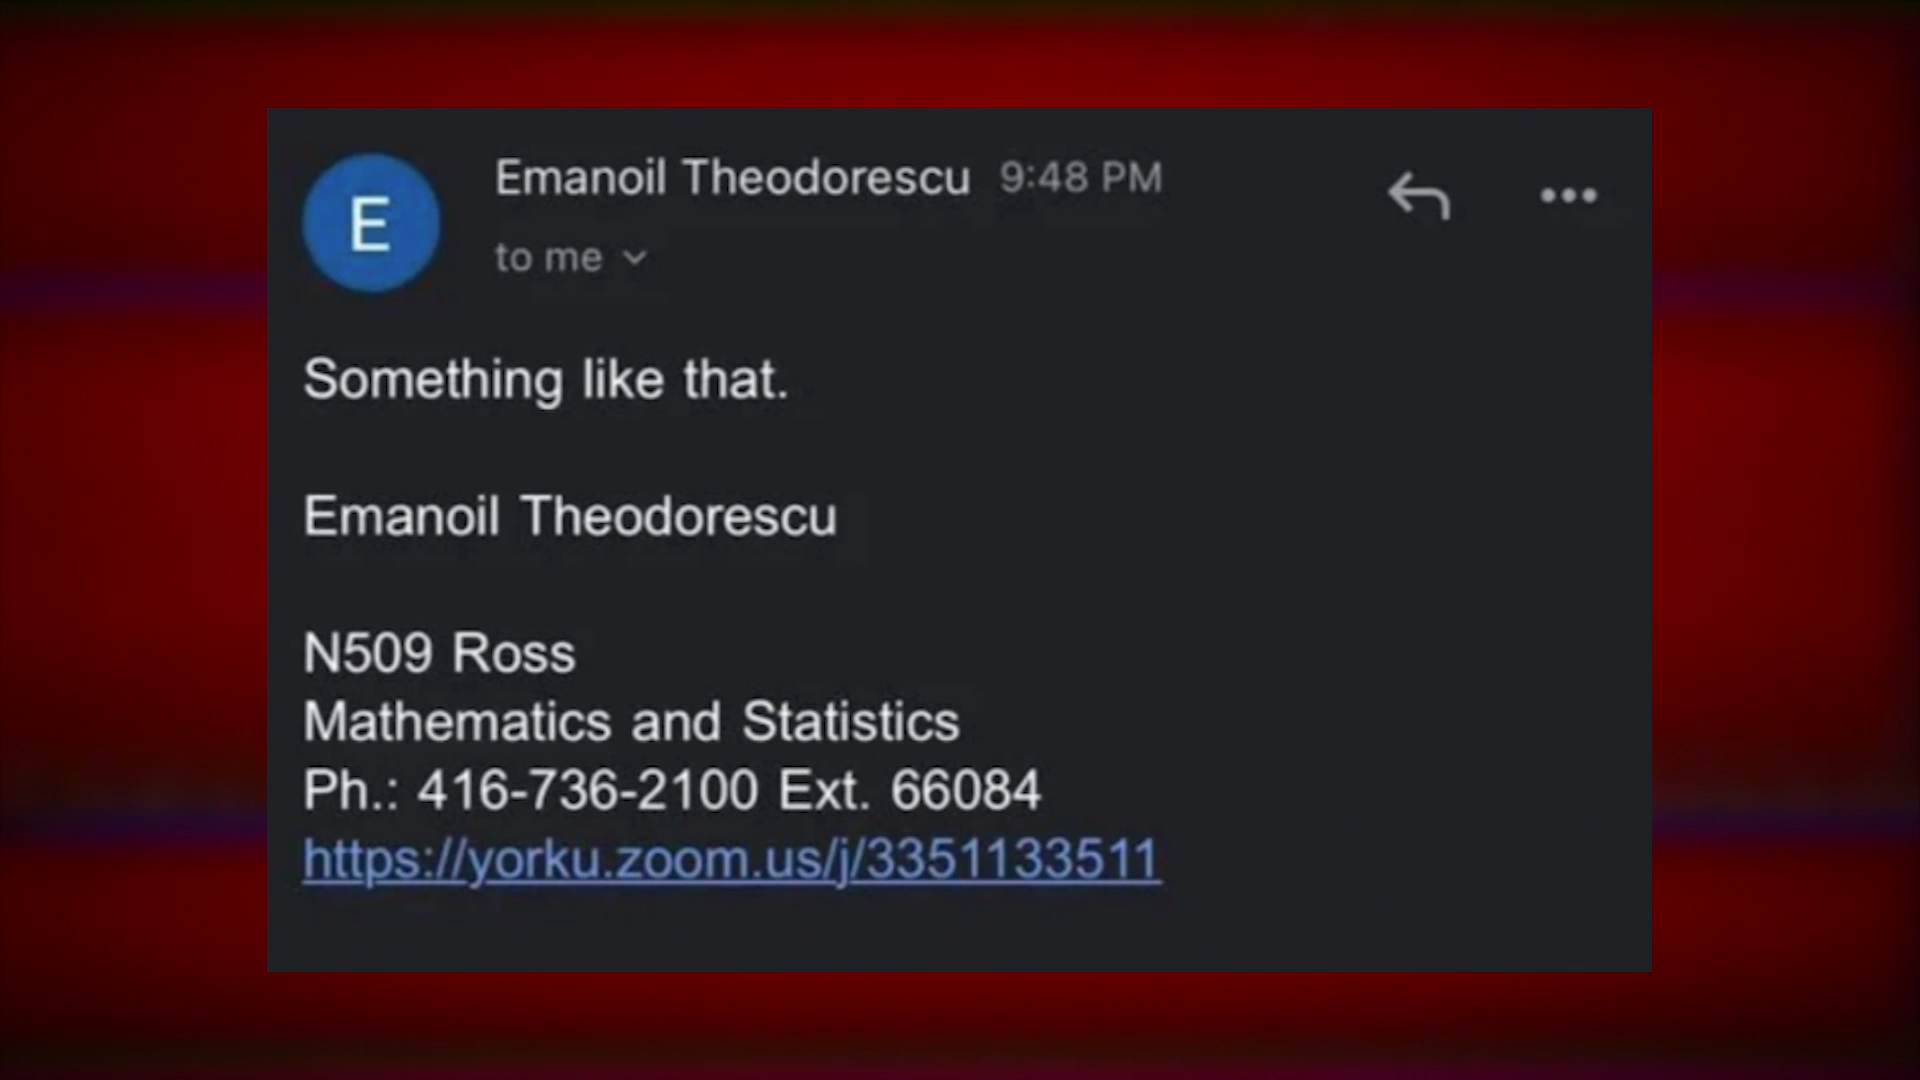 E
Emanoil Theodorescu 9:48 PM
to me
Something like that.
Emanoil Theodorescu
N509 Ross
Mathematics and Statistics
Ph.: 416-736-2100 Ext. 66084
https://yorku.zoom.us/j/3351133511